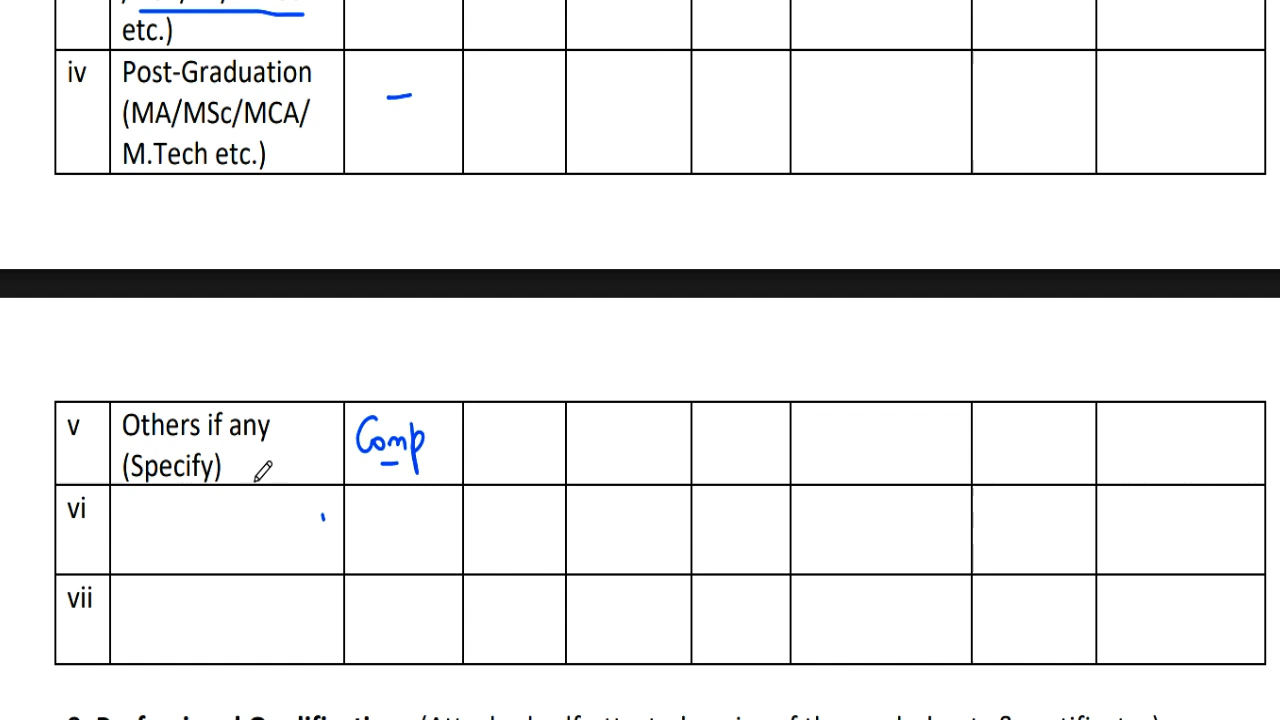 etc.)
iv
Post-Graduation
(MA/MSc/MCA/
M.Tech etc.)
–
v
Others if any
(Specify)
Comp
vi
vii